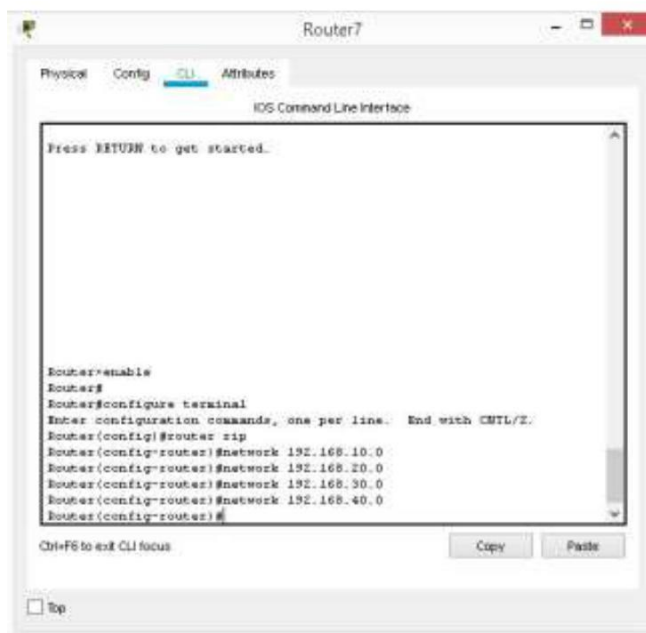 Router7
Physical Config CLI Attributes
IOS Command Line Interface
Press RETURN to get started.
Router>enable
Router#
Router#configure terminal
Enter configuration commands, one per line. End with CNTL/Z.
Router(config)#router rip
Router(config-router)#network 192.168.10.0
Router(config-router)#network 192.168.20.0
Router(config-router)#network 192.168.30.0
Router(config-router)#network 192.168.40.0
Router(config-router)#
Ctrl+F6 to exit CLI focus
Copy Paste
Top